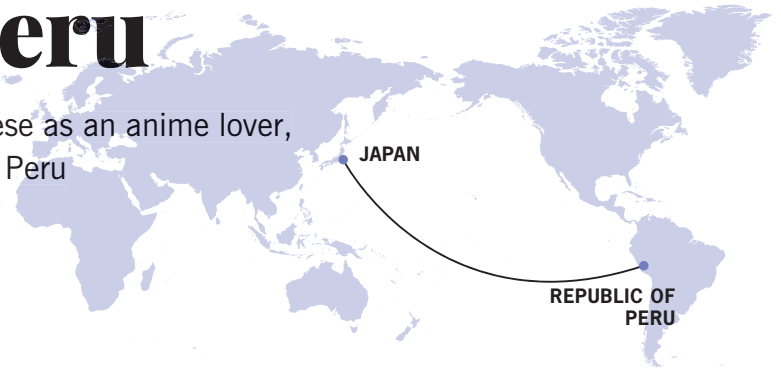 eru
ese as an anime lover,
Peru
JAPAN
REPUBLIC OF
PERU